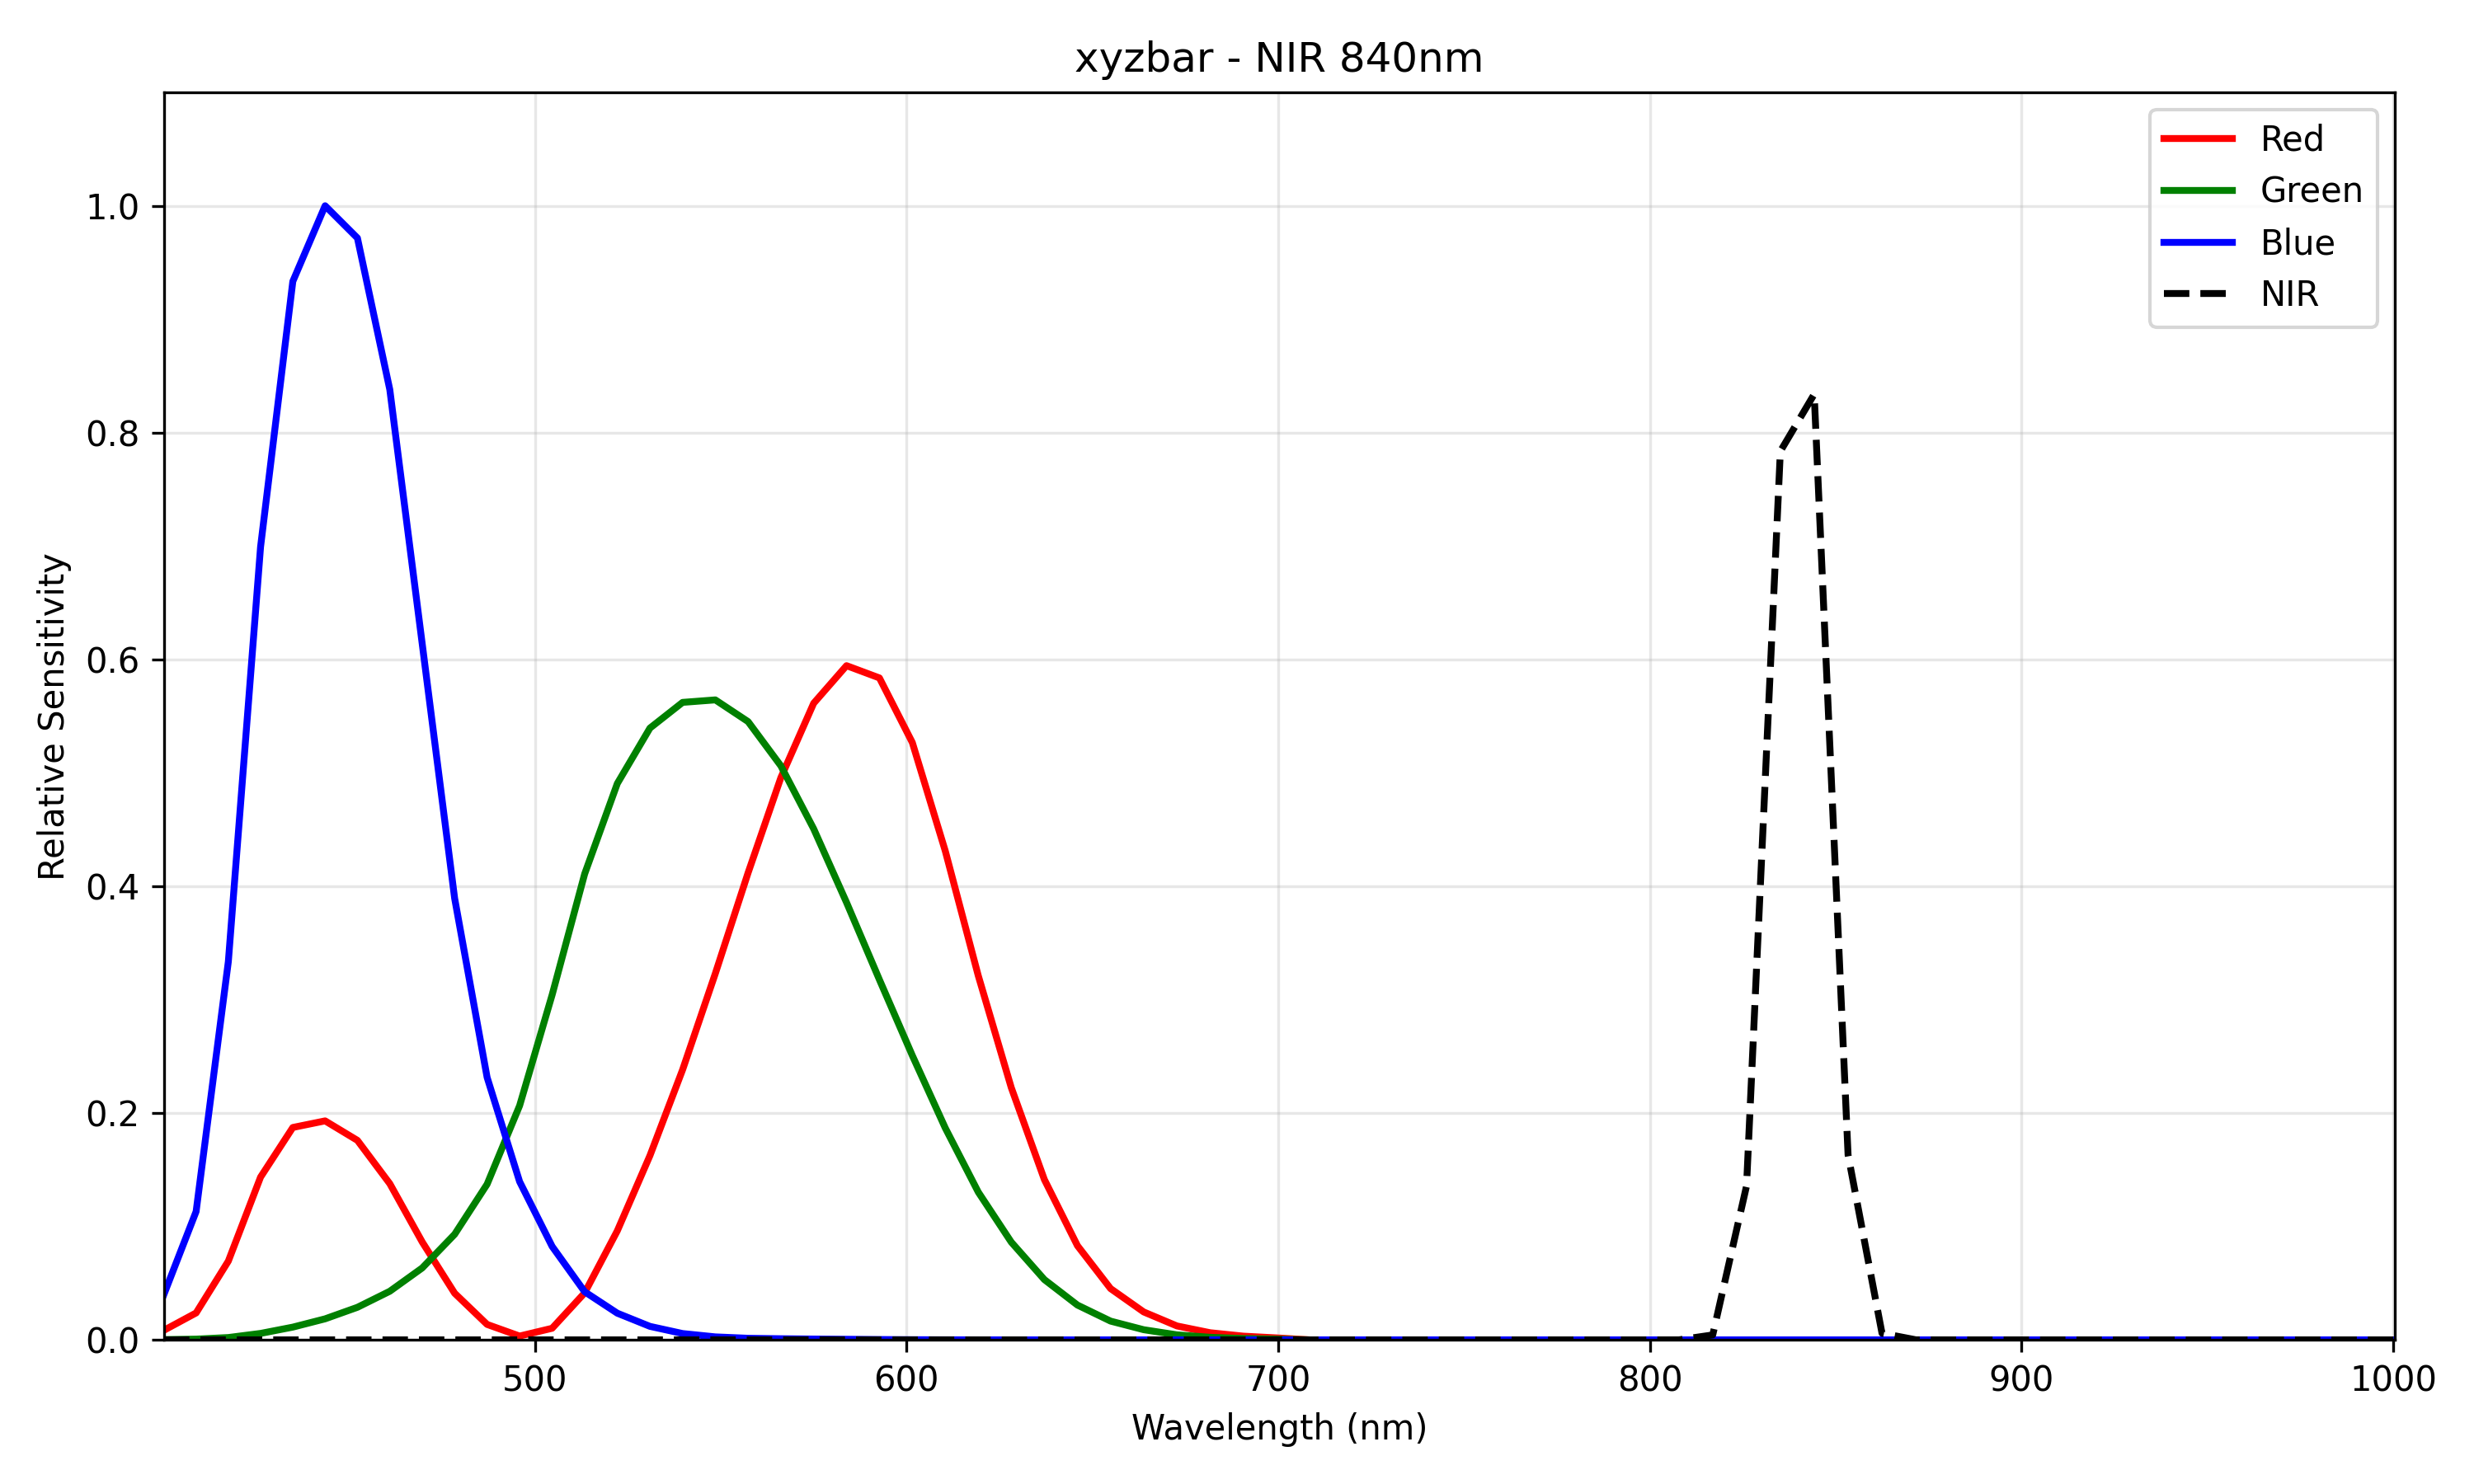 xyzbar - NIR 840nm
Red
Green
Blue
NIR
1.0
0.8
0.6
0.4
0.2
0.0
Relative Sensitivity
500 600 700 800 900 1000
Wavelength (nm)